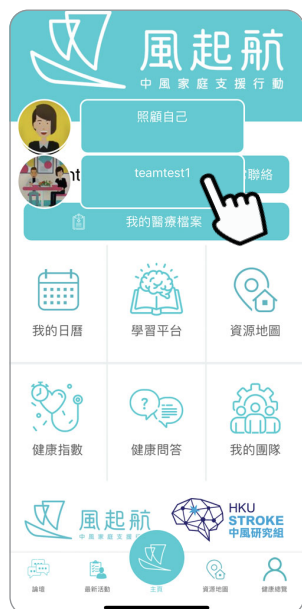 風起航
中風家庭支援行動
照顧自己
teamtest1
聯絡
我的醫療檔案
我的日曆
學習平台
資源地圖
健康指數
健康問答
我的團隊
風起航
中風家庭支援行動
HKU
STROKE
中風研究組
論壇
最新活動
主頁
資源地圖
健康總覽